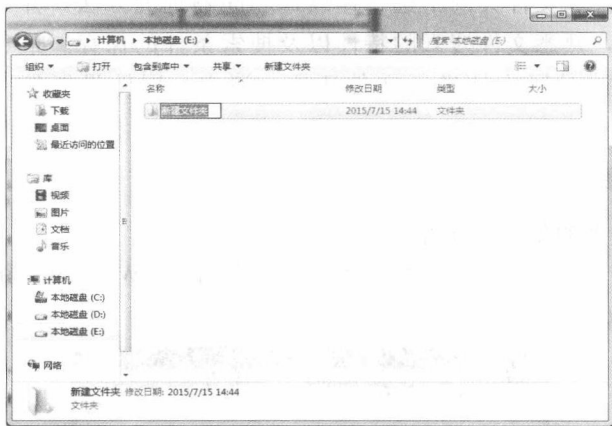 计算机 ▸ 本地磁盘 (E:) ▸ 搜索 本地磁盘 (E:)
组织 ▾ 打开 包含到库中 ▾ 共享 ▾ 新建文件夹
名称 修改日期 类型 大小
新建文件夹 2015/7/15 14:44 文件夹
收藏夹
下载
桌面
最近访问的位置
库
视频
图片
文档
音乐
计算机
本地磁盘 (C:)
本地磁盘 (D:)
本地磁盘 (E:)
网络
新建文件夹 修改日期: 2015/7/15 14:44
文件夹